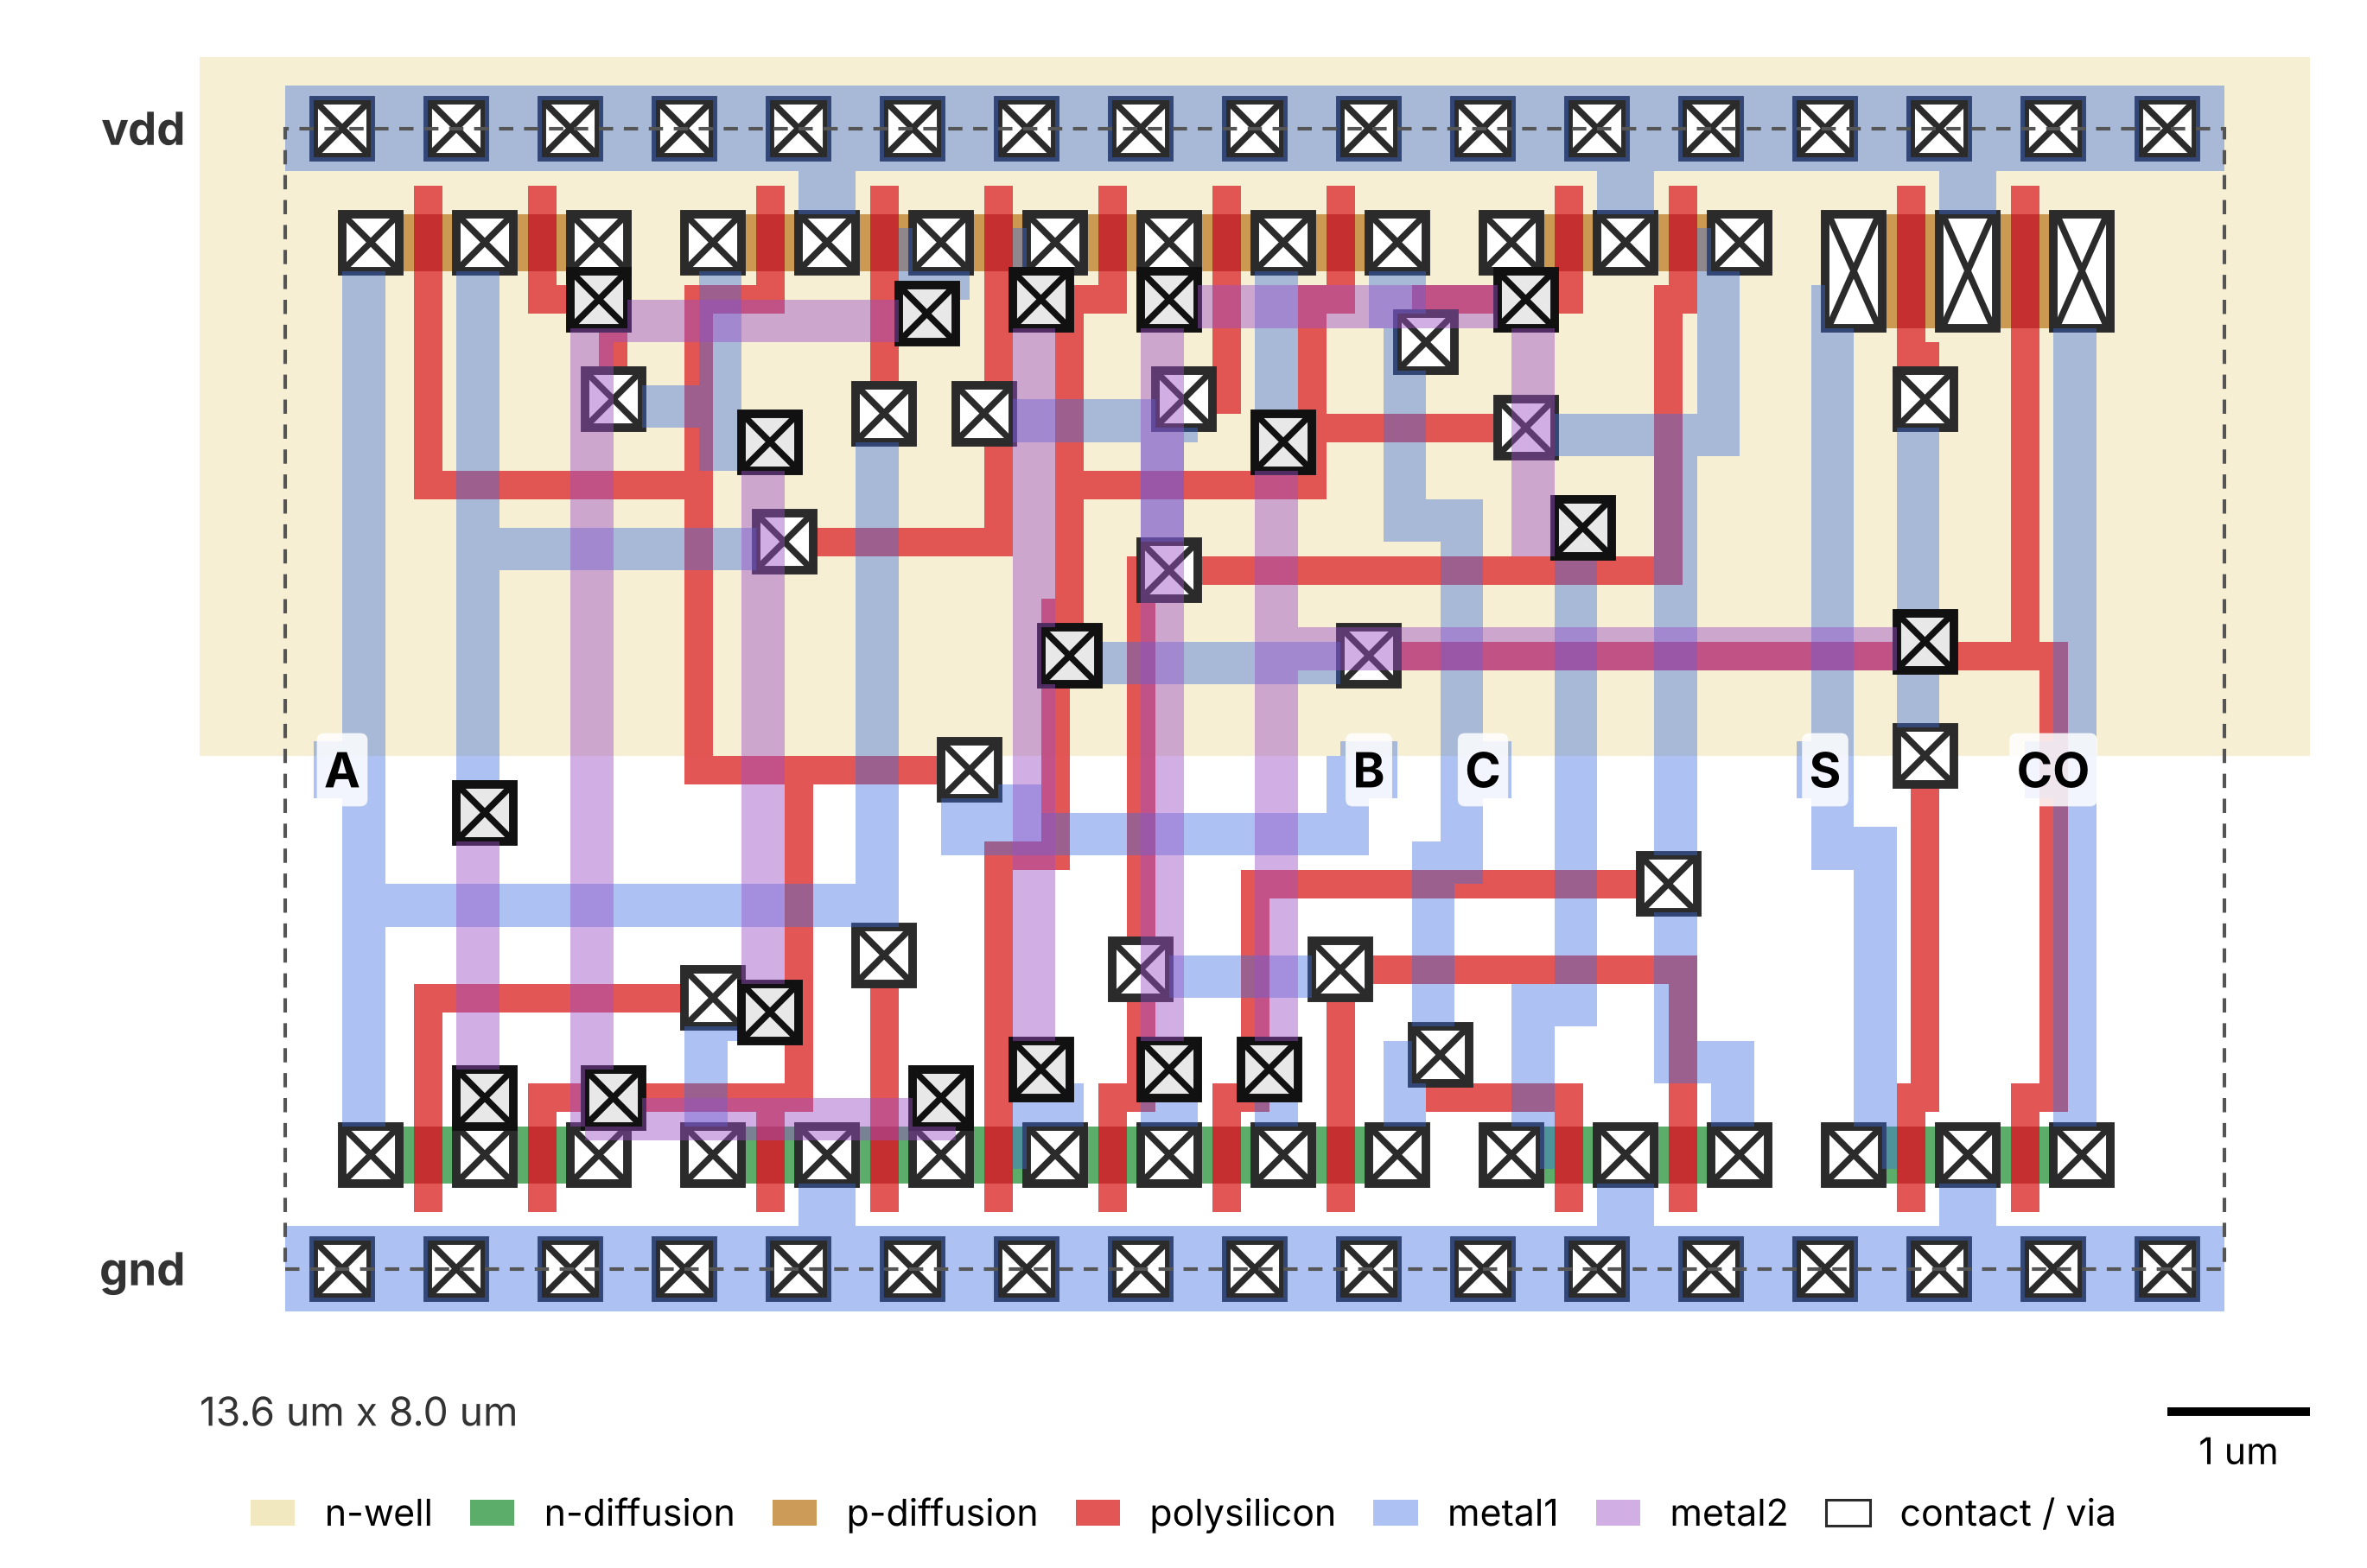 vdd
A B C S CO
gnd
13.6 um x 8.0 um
1 um
n-well n-diffusion p-diffusion polysilicon metal1 metal2 contact / via